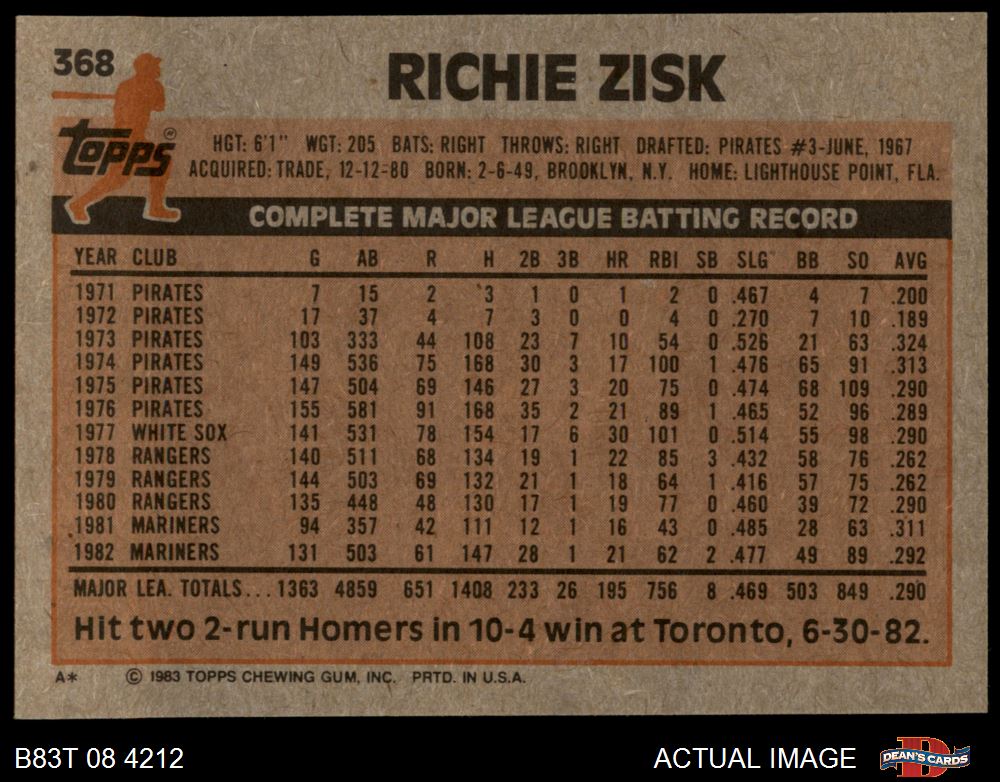 368
RICHIE ZISK
topps®
HGT: 6'1" WGT: 205 BATS: RIGHT THROWS: RIGHT DRAFTED: PIRATES #3-JUNE, 1967
ACQUIRED: TRADE, 12-12-80 BORN: 2-6-49, BROOKLYN, N.Y. HOME: LIGHTHOUSE POINT, FLA.
COMPLETE MAJOR LEAGUE BATTING RECORD
YEAR CLUB G AB R H 2B 3B HR RBI SB SLG BB SO AVG
1971 PIRATES 7 15 2 3 1 0 1 2 0 .467 4 7 .200
1972 PIRATES 17 37 4 7 3 0 0 4 0 .270 7 10 .189
1973 PIRATES 103 333 44 108 23 7 10 54 0 .526 21 63 .324
1974 PIRATES 149 536 75 168 30 3 17 100 1 .476 65 91 .313
1975 PIRATES 147 504 69 146 27 3 20 75 0 .474 68 109 .290
1976 PIRATES 155 581 91 168 35 2 21 89 1 .465 52 96 .289
1977 WHITE SOX 141 531 78 154 17 6 30 101 0 .514 55 98 .290
1978 RANGERS 140 511 68 134 19 1 22 85 3 .432 58 76 .262
1979 RANGERS 144 503 69 132 21 1 18 64 1 .416 57 75 .262
1980 RANGERS 135 448 48 130 17 1 19 77 0 .460 39 72 .290
1981 MARINERS 94 357 42 111 12 1 16 43 0 .485 28 63 .311
1982 MARINERS 131 503 61 147 28 1 21 62 2 .477 49 89 .292
MAJOR LEA. TOTALS... 1363 4859 651 1408 233 26 195 756 8 .469 503 849 .290
Hit two 2-run Homers in 10-4 win at Toronto, 6-30-82.
A* © 1983 TOPPS CHEWING GUM, INC. PRTD. IN U.S.A.
B83T 08 4212 ACTUAL IMAGE DEAN'S CARDS